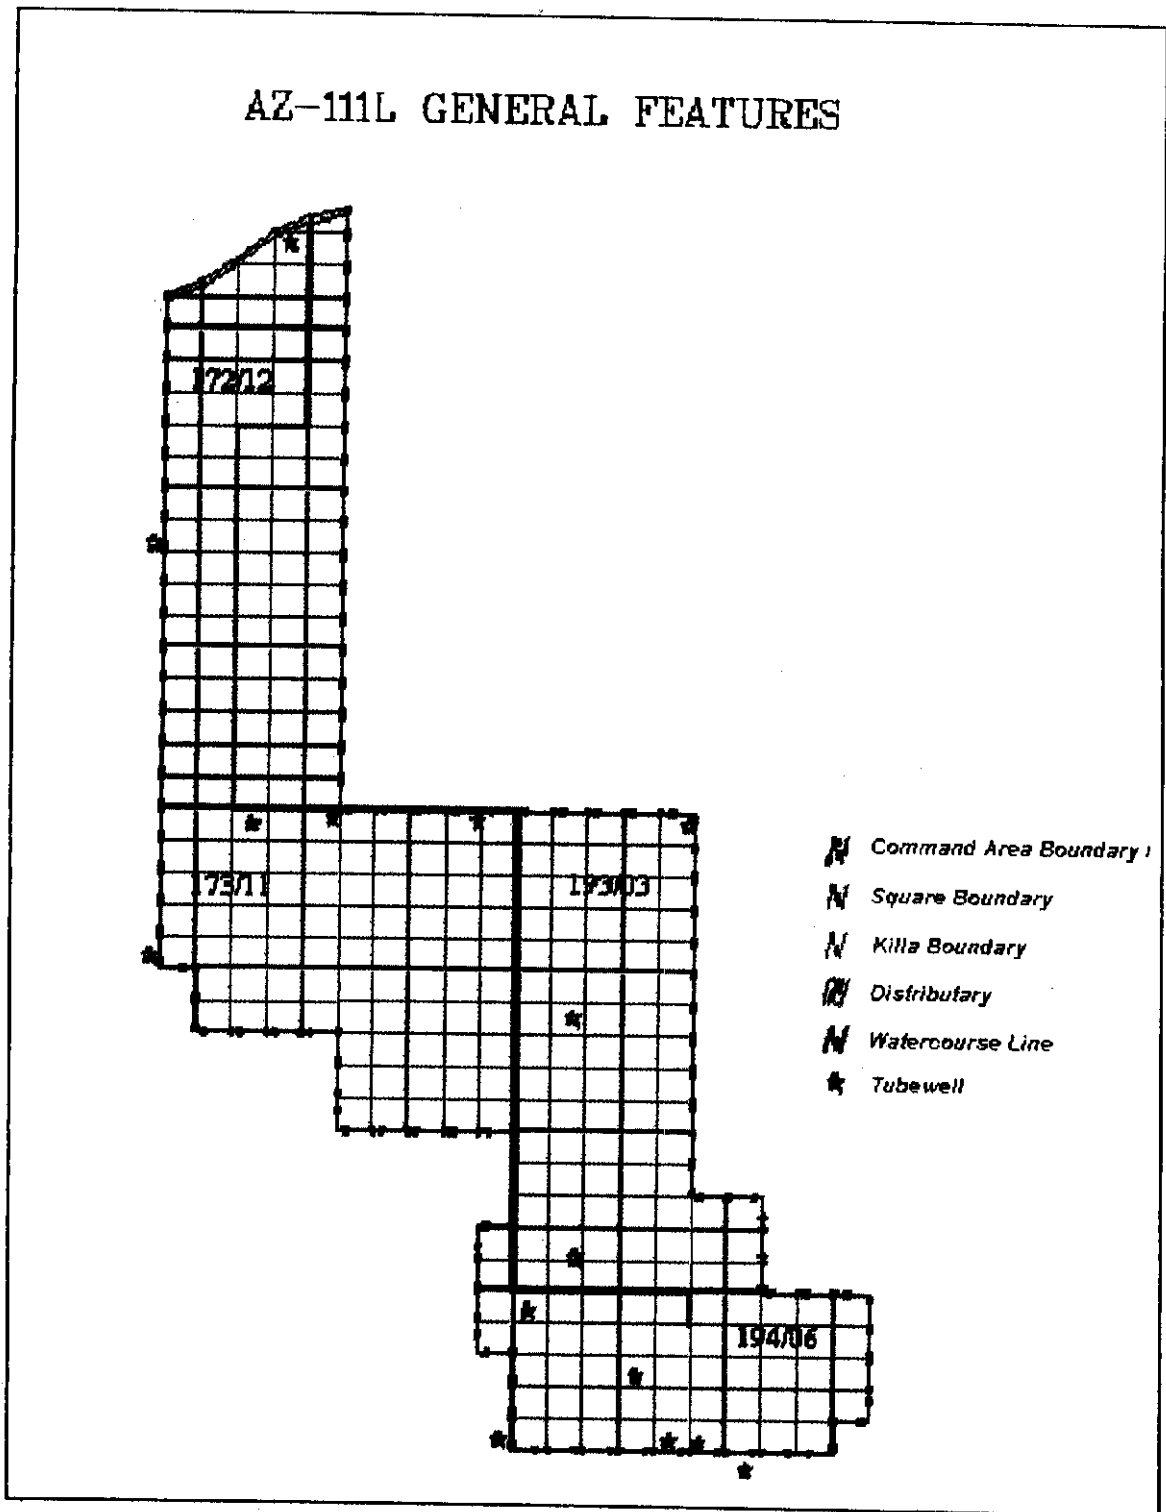 AZ-111L GENERAL FEATURES
172/12
173/11
193/03
Command Area Boundary
Square Boundary
Killa Boundary
Distributary
Watercourse Line
Tubewell
194/06